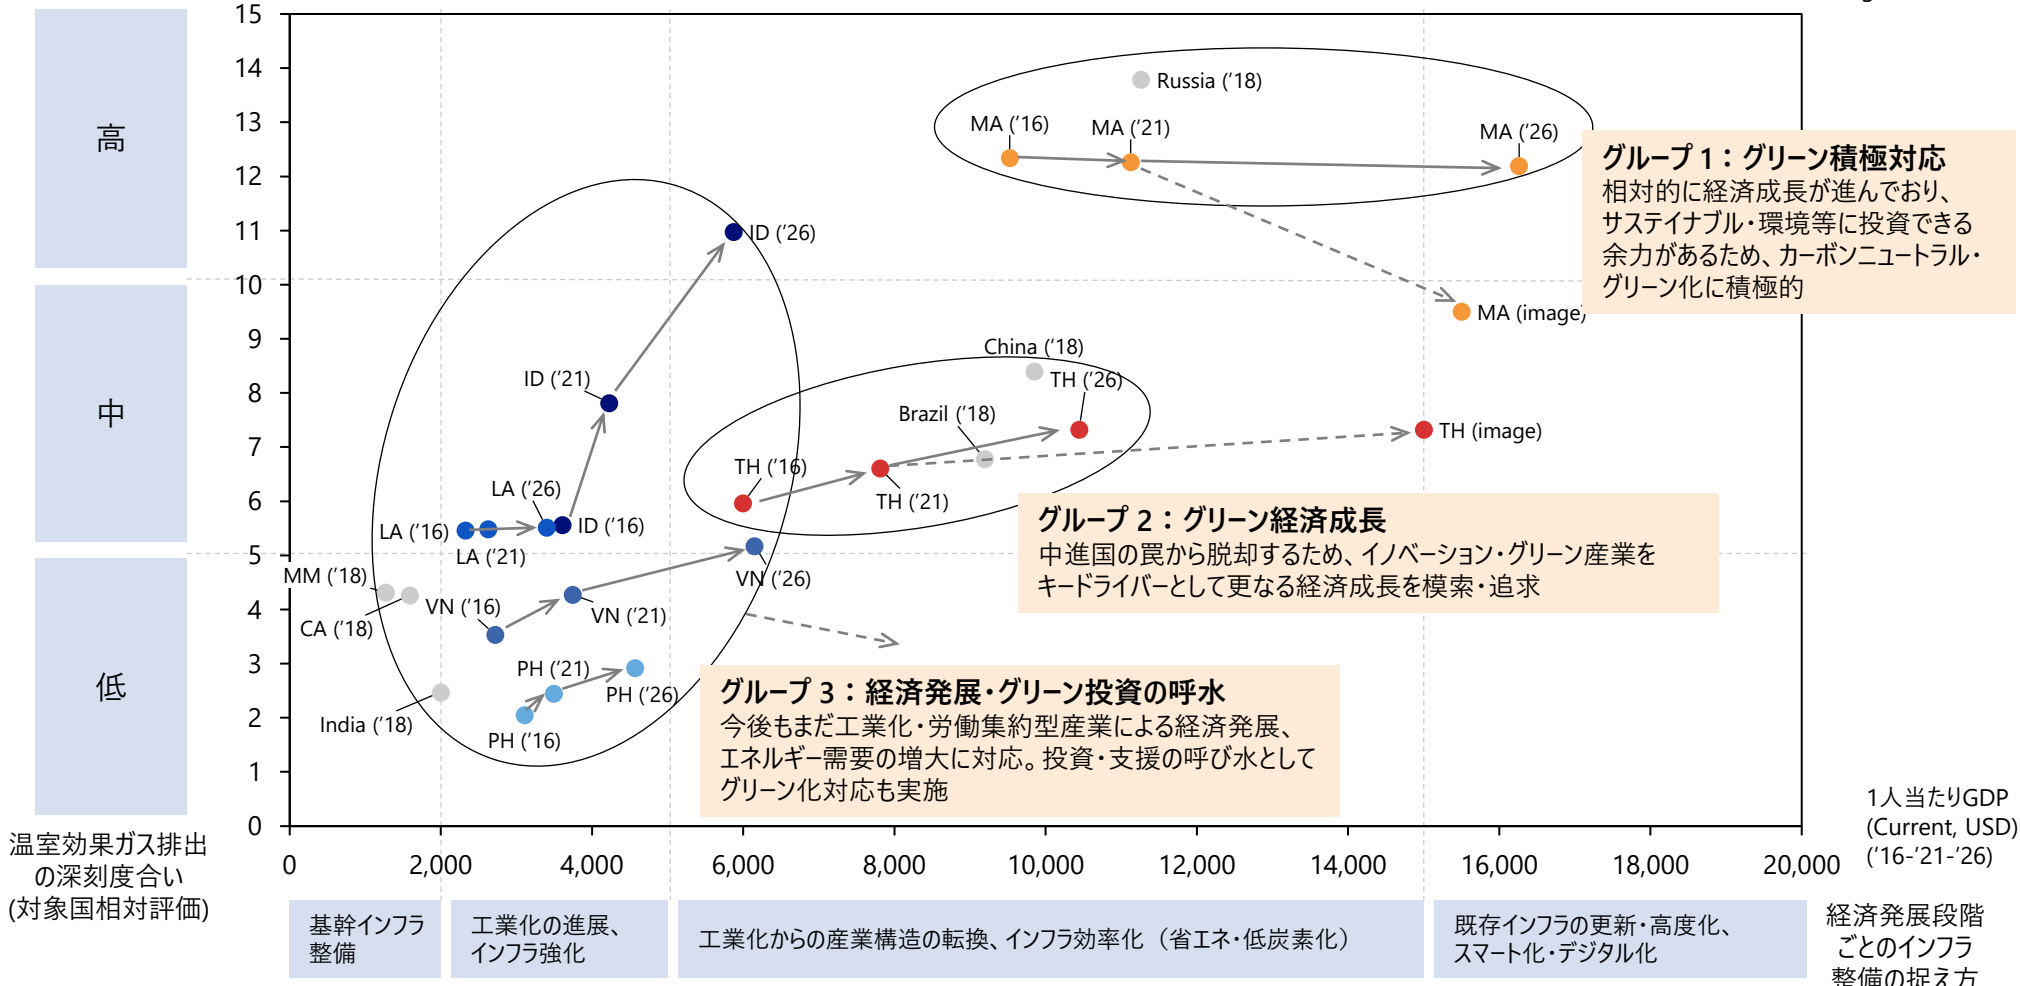 15
14
13
12
11
10
9
8
7
6
5
4
3
2
1
0
高
中
低
温室効果ガス排出
の深刻度合い
(対象国相対評価)
Russia (’18)
MA (’16)
MA (’21)
MA (’26)
グループ 1：グリーン積極対応
相対的に経済成長が進んでおり、
サステイナブル・環境等に投資できる
余力があるため、カーボンニュートラル・
グリーン化に積極的
MA (image)
ID (’26)
ID (’21)
China (’18)
TH (’26)
Brazil (’18)
TH (image)
TH (’16)
TH (’21)
LA (’26)
LA (’16)
ID (’16)
LA (’21)
グループ 2：グリーン経済成長
中進国の罠から脱却するため、イノベーション・グリーン産業を
キードライバーとして更なる経済成長を模索・追求
MM (’18)
CA (’18)
VN (’16)
VN (’21)
VN (’26)
PH (’21)
PH (’26)
PH (’16)
India (’18)
グループ 3：経済発展・グリーン投資の呼水
今後もまだ工業化・労働集約型産業による経済発展、
エネルギー需要の増大に対応。投資・支援の呼び水として
グリーン化対応も実施
1人当たりGDP
(Current, USD)
(’16-’21-’26)
0
2,000
4,000
6,000
8,000
10,000
12,000
14,000
16,000
18,000
20,000
基幹インフラ
整備
工業化の進展、
インフラ強化
工業化からの産業構造の転換、インフラ効率化（省エネ・低炭素化）
既存インフラの更新・高度化、
スマート化・デジタル化
経済発展段階
ごとのインフラ
整備の捉え方